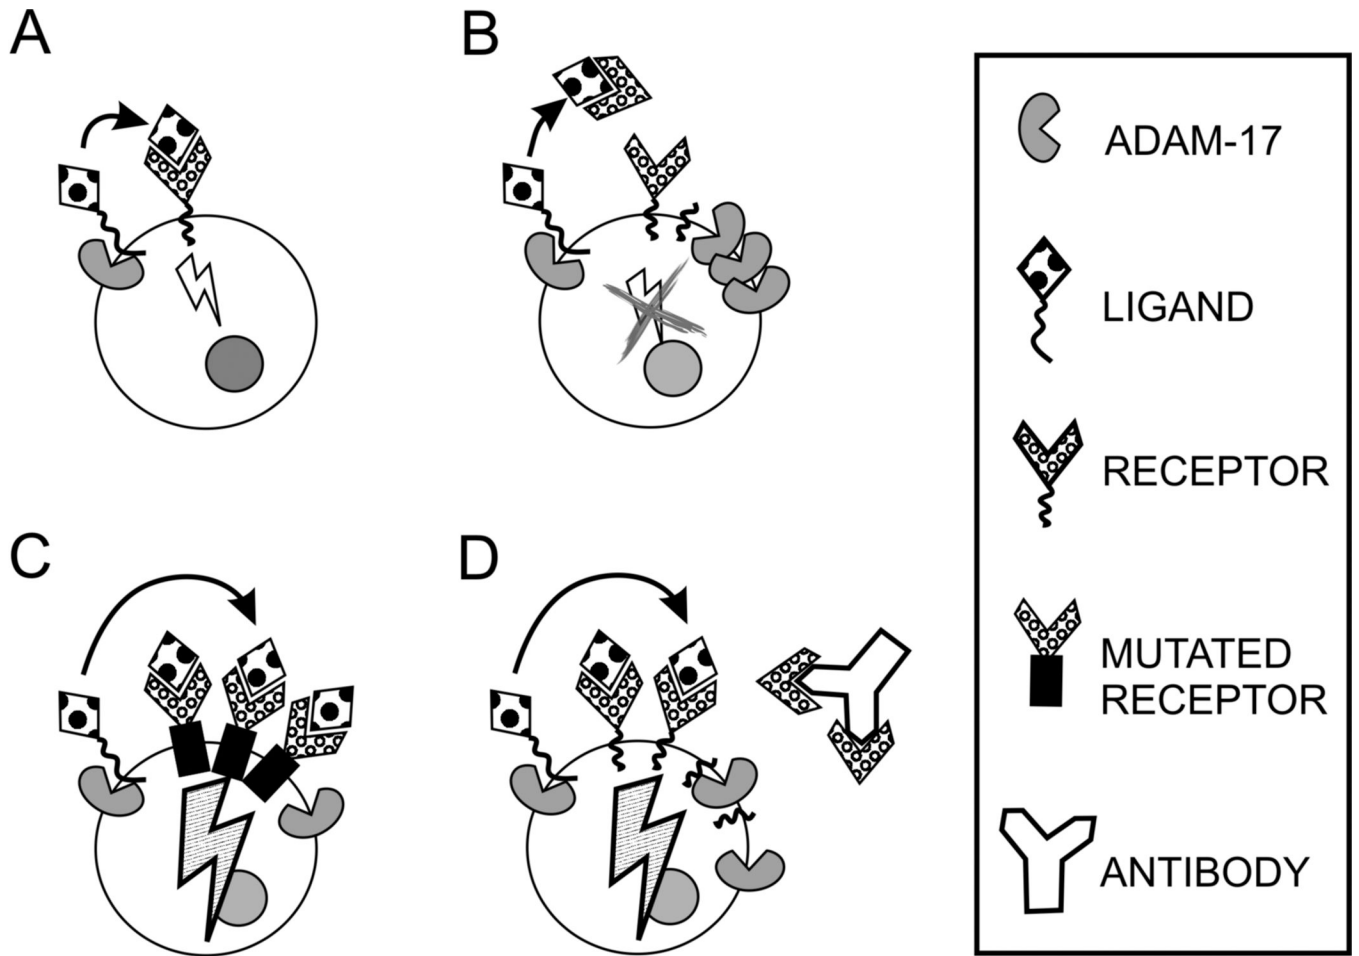 A
B
C
D
ADAM-17
LIGAND
RECEPTOR
MUTATED
RECEPTOR
ANTIBODY